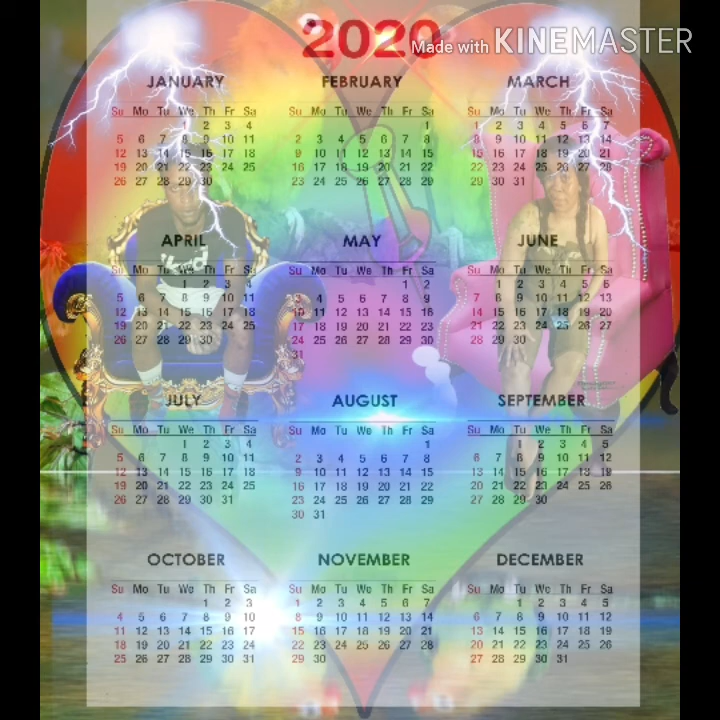 2020
Made with KINEMASTER
JANUARY
Su Mo Tu We Th Fr Sa
2 3 4
5 6 7 8 9 10 11
12 13 14 15 16 17 18
19 20 21 22 23 24 25
26 27 28 29 30
FEBRUARY
Su Mo Tu We Th Fr Sa
1
2 3 4 5 6 7 8
9 10 11 12 13 14 15
16 17 18 19 20 21 22
23 24 25 26 27 28 29
MARCH
Su Mo Tu We Th Fr Sa
1 2 3 4 5 6 7
8 9 10 11 12 13 14
15 16 17 18 19 20 21
22 23 24 25 26 27 28
29 30 31
APRIL
Su Mo Tu We Th Fr Sa
1 2 3 4
5 6 7 8 9 10 11
12 13 14 15 16 17 18
19 20 21 22 23 24 25
26 27 28 29 30
MAY
Su Mo Tu We Th Fr Sa
1 2
3 4 5 6 7 8 9
10 11 12 13 14 15 16
17 18 19 20 21 22 23
24 25 26 27 28 29 30
31
JUNE
Su Mo Tu We Th Fr Sa
1 2 3 4 5 6
7 8 9 10 11 12 13
14 15 16 17 18 19 20
21 22 23 24 25 26 27
28 29 30
JULY
Su Mo Tu We Th Fr Sa
1 2 3 4
5 6 7 8 9 10 11
12 13 14 15 16 17 18
19 20 21 22 23 24 25
26 27 28 29 30 31
AUGUST
Su Mo Tu We Th Fr Sa
1
2 3 4 5 6 7 8
9 10 11 12 13 14 15
16 17 18 19 20 21 22
23 24 25 26 27 28 29
30 31
SEPTEMBER
Su Mo Tu We Th Fr Sa
1 2 3 4 5
6 7 8 9 10 11 12
13 14 15 16 17 18 19
20 21 22 23 24 25 26
27 28 29 30
OCTOBER
Su Mo Tu We Th Fr Sa
1 2 3
4 5 6 7 8 9 10
11 12 13 14 15 16 17
18 19 20 21 22 23 24
25 26 27 28 29 30 31
NOVEMBER
Su Mo Tu We Th Fr Sa
1 2 3 4 5 6 7
8 9 10 11 12 13 14
15 16 17 18 19 20 21
22 23 24 25 26 27 28
29 30
DECEMBER
Su Mo Tu We Th Fr Sa
1 2 3 4 5
6 7 8 9 10 11 12
13 14 15 16 17 18 19
20 21 22 23 24 25 26
27 28 29 30 31